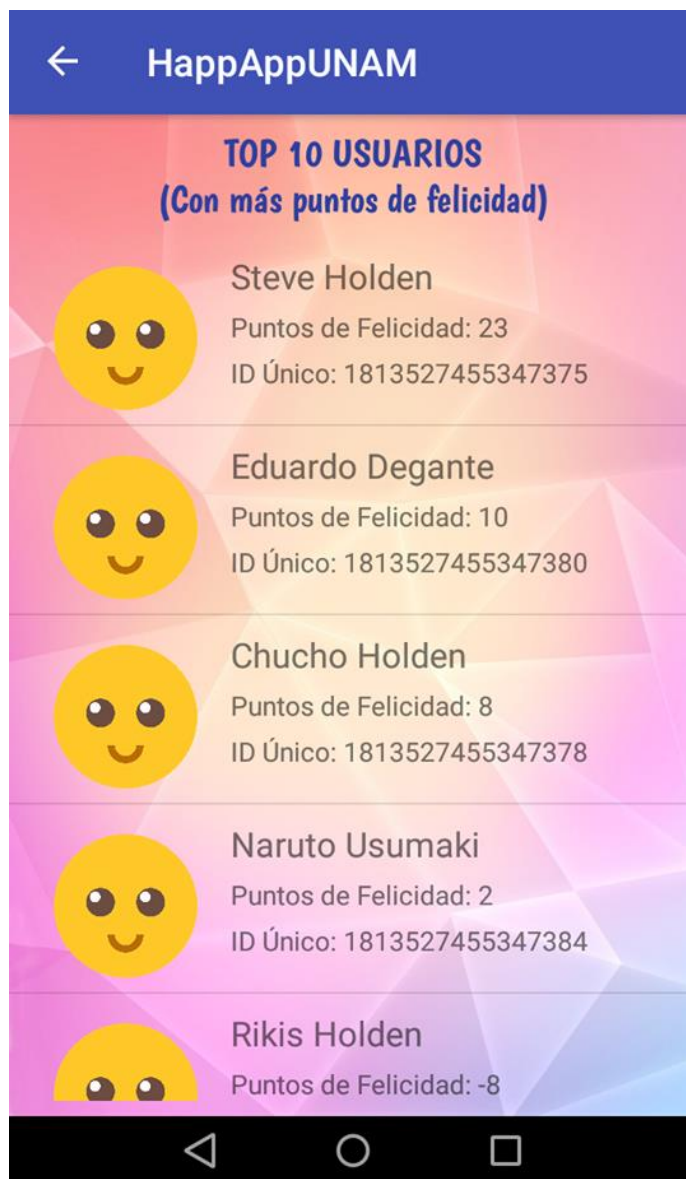 HappAppUNAM
TOP 10 USUARIOS
(Con más puntos de felicidad)
Steve Holden
Puntos de Felicidad: 23
ID Único: 1813527455347375
Eduardo Degante
Puntos de Felicidad: 10
ID Único: 1813527455347380
Chucho Holden
Puntos de Felicidad: 8
ID Único: 1813527455347378
Naruto Usumaki
Puntos de Felicidad: 2
ID Único: 1813527455347384
Rikis Holden
Puntos de Felicidad: -8